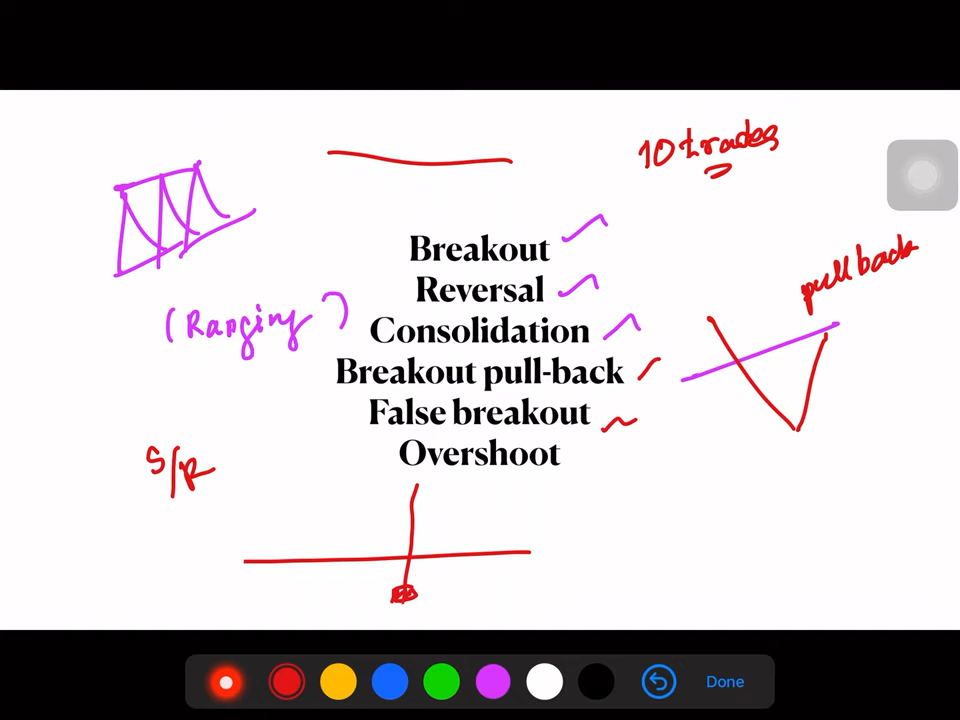 10 trades
Breakout
Reversal
pull back
(Ranging)
Consolidation
Breakout pull-back
False breakout
Overshoot
S/R
Done